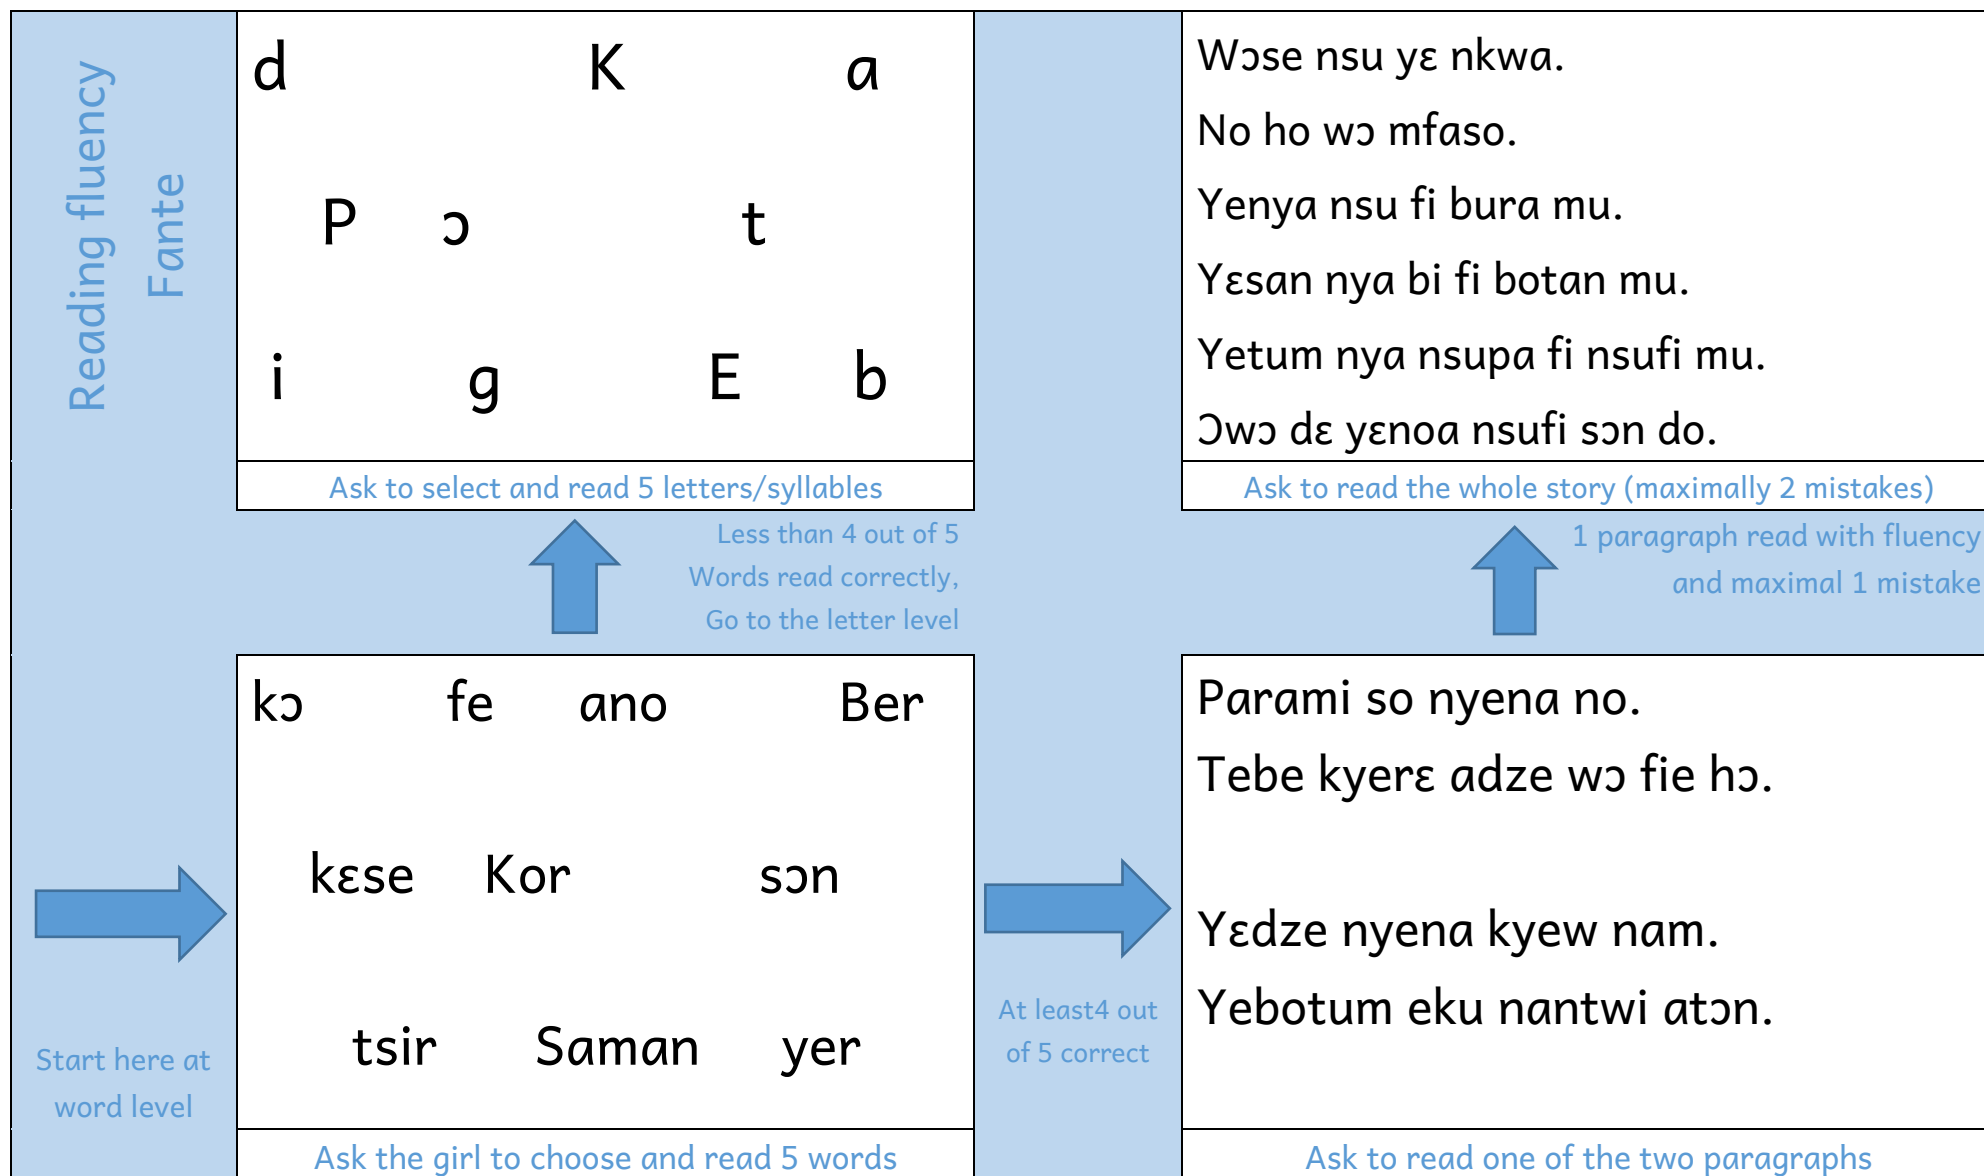 Reading fluency
Fante
d K a
P ɔ t
i g E b
Ask to select and read 5 letters/syllables
Wɔse nsu yɛ nkwa.
No ho wɔ mfaso.
Yenya nsu fi bura mu.
Yɛsan nya bi fi botan mu.
Yetum nya nsupa fi nsufi mu.
Ɔwɔ dɛ yɛnoa nsufi sɔn do.
Ask to read the whole story (maximally 2 mistakes)
Less than 4 out of 5
Words read correctly,
Go to the letter level
1 paragraph read with fluency
and maximal 1 mistake
Start here at
word level
kɔ fe ano Ber
kɛse Kor sɔn
tsir Saman yer
Ask the girl to choose and read 5 words
At least4 out
of 5 correct
Parami so nyena no.
Tebe kyerɛ adze wɔ fie hɔ.
Yɛdze nyena kyew nam.
Yebotum eku nantwi atɔn.
Ask to read one of the two paragraphs